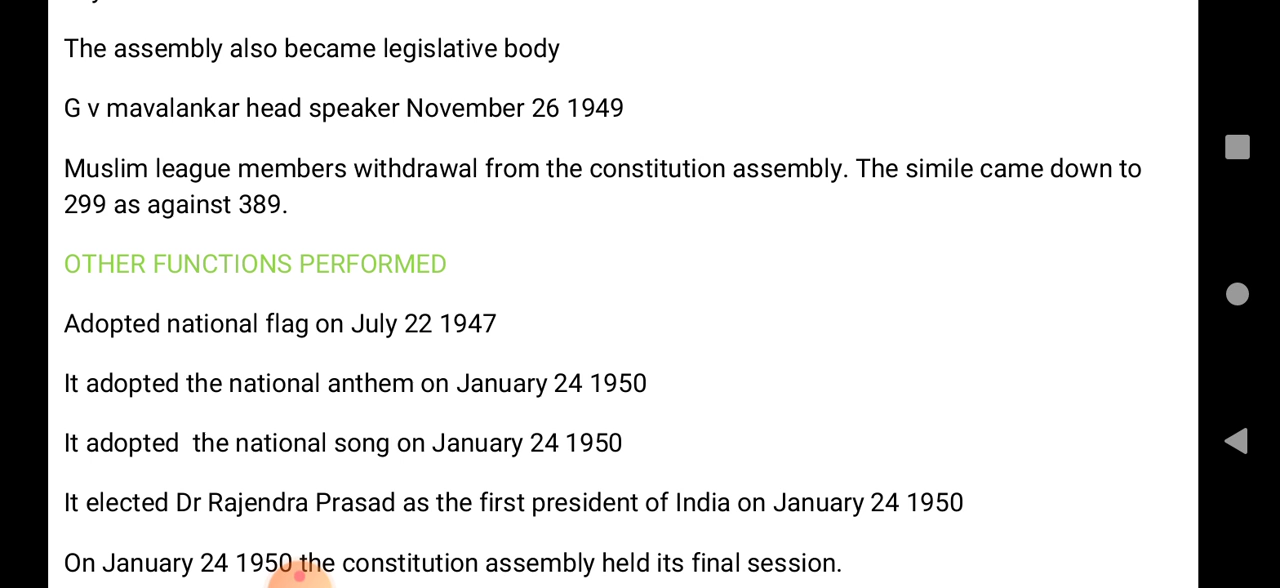 The assembly also became legislative body
G v mavalankar head speaker November 26 1949
Muslim league members withdrawal from the constitution assembly. The simile came down to
299 as against 389.
OTHER FUNCTIONS PERFORMED
Adopted national flag on July 22 1947
It adopted the national anthem on January 24 1950
It adopted  the national song on January 24 1950
It elected Dr Rajendra Prasad as the first president of India on January 24 1950
On January 24 1950 the constitution assembly held its final session.